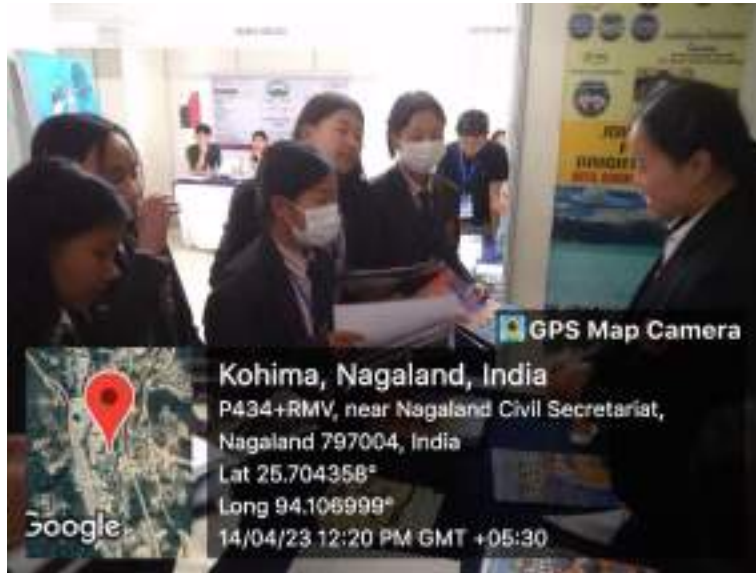 GPS Map Camera
Kohima, Nagaland, India
P434+RMV, near Nagaland Civil Secretariat,
Nagaland 797004, India
Lat 25.704358°
Long 94.106999°
14/04/23 12:20 PM GMT +05:30
Google